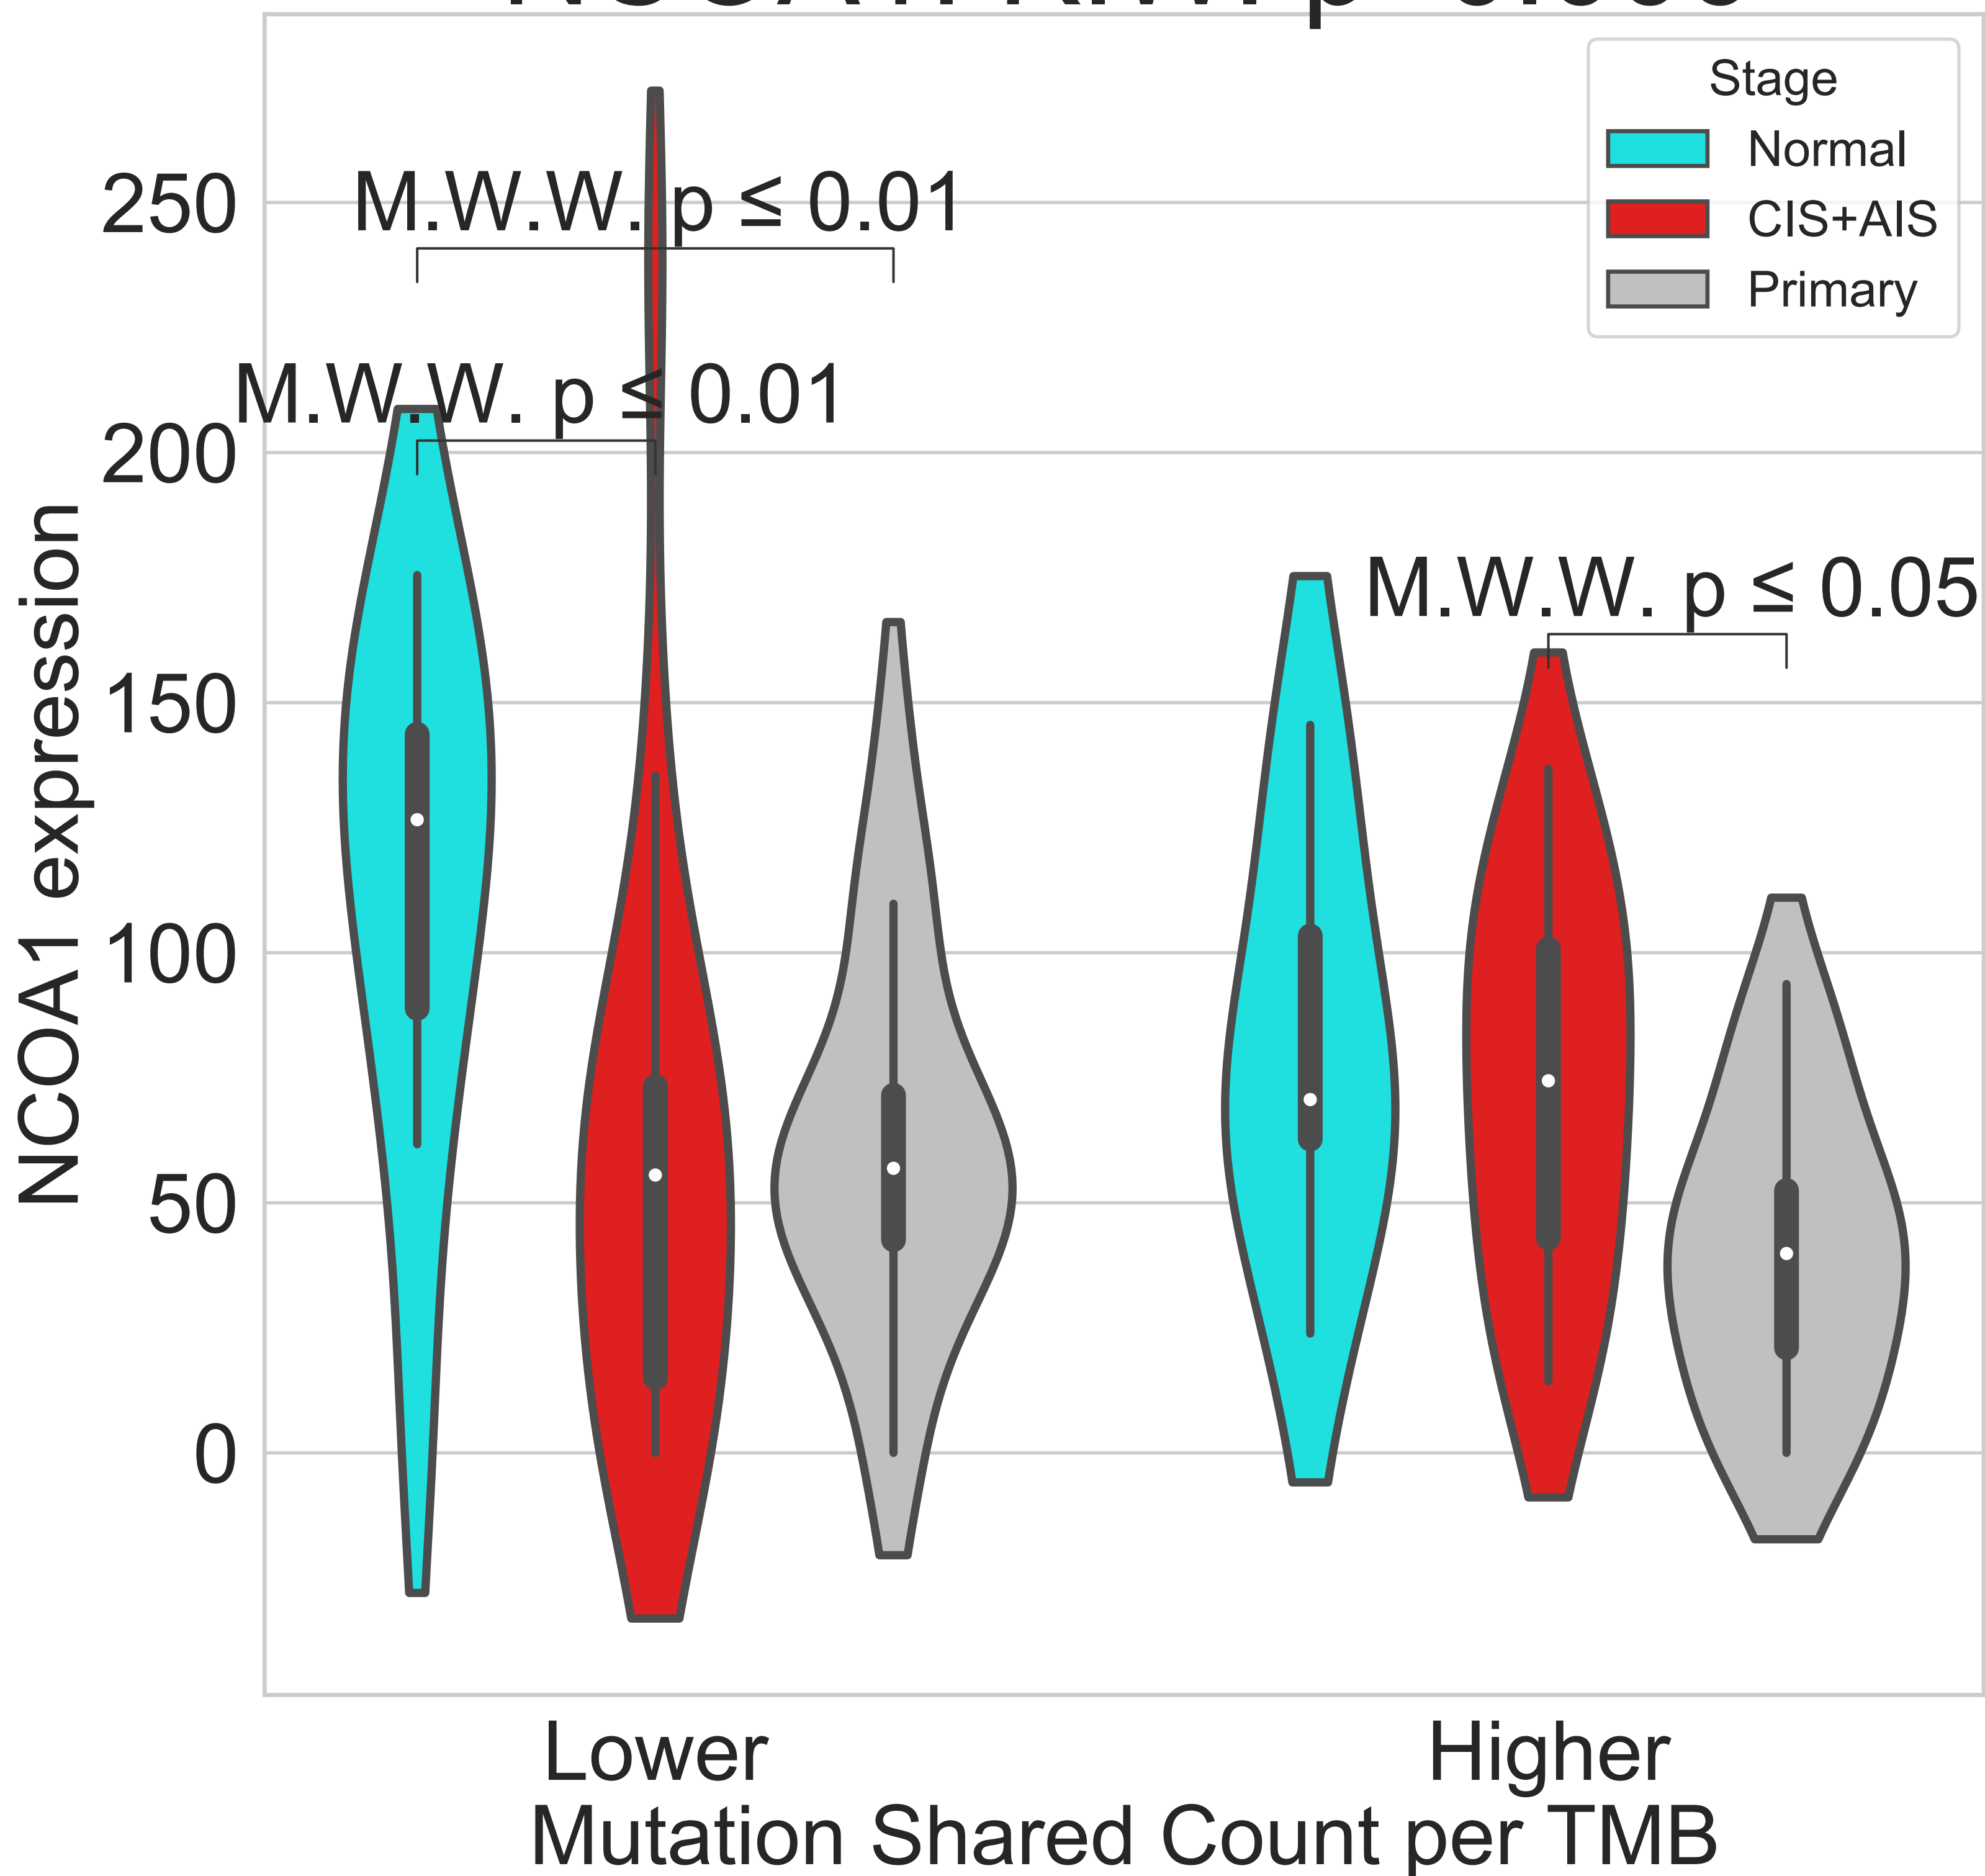 Stage
Normal
CIS+AIS
Primary
M.W.W. p ≤ 0.01
M.W.W. p ≤ 0.01
M.W.W. p ≤ 0.05
250
200
150
100
50
0
NCOA1 expression
Lower
Higher
Mutation Shared Count per TMB